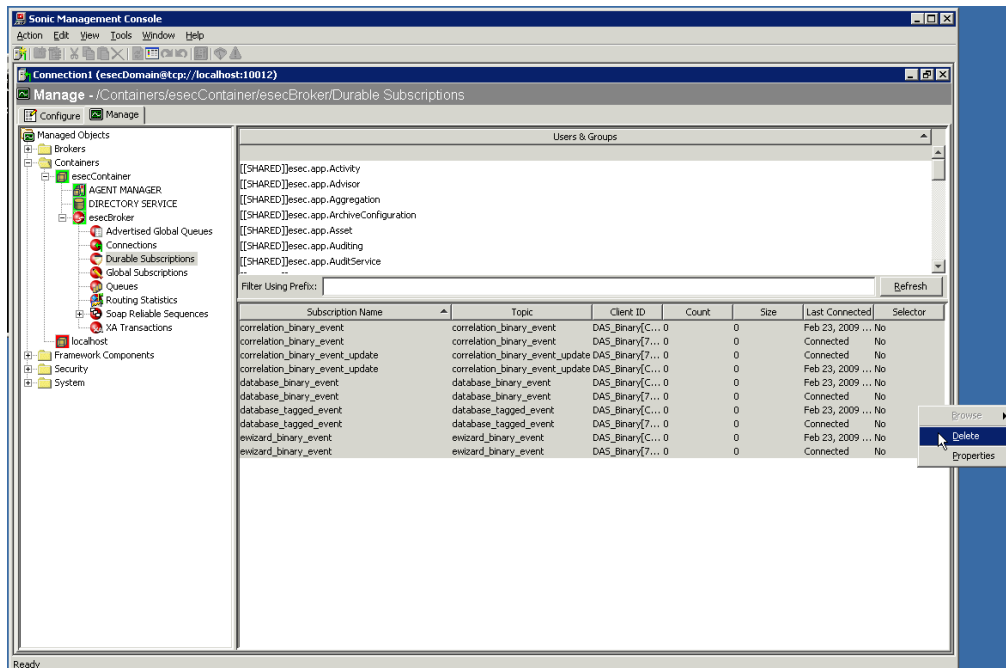 Sonic Management Console
Action Edit View Tools Window Help
Connection1 (esecDomain@tcp://localhost:10012)
Manage - /Containers/esecContainer/esecBroker/Durable Subscriptions
Configure Manage
Managed Objects
Brokers
Containers
esecContainer
AGENT MANAGER
DIRECTORY SERVICE
esecBroker
Advertised Global Queues
Connections
Durable Subscriptions
Global Subscriptions
Queues
Routing Statistics
Soap Reliable Sequences
XA Transactions
localhost
Framework Components
Security
System
Users & Groups
[[SHARED]]esec.app.Activity
[[SHARED]]esec.app.Advisor
[[SHARED]]esec.app.Aggregation
[[SHARED]]esec.app.ArchiveConfiguration
[[SHARED]]esec.app.Asset
[[SHARED]]esec.app.Auditing
[[SHARED]]esec.app.AuditService
Filter Using Prefix: Refresh
Subscription Name Topic Client ID Count Size Last Connected Selector
correlation_binary_event correlation_binary_event DAS_Binary[C... 0 0 Feb 23, 2009 ... No
correlation_binary_event correlation_binary_event DAS_Binary[7... 0 0 Connected No
correlation_binary_event_update correlation_binary_event_update DAS_Binary[7... 0 0 Connected No
correlation_binary_event_update correlation_binary_event_update DAS_Binary[C... 0 0 Feb 23, 2009 ... No
database_binary_event database_binary_event DAS_Binary[C... 0 0 Feb 23, 2009 ... No
database_binary_event database_binary_event DAS_Binary[7... 0 0 Connected No
database_tagged_event database_tagged_event DAS_Binary[C... 0 0 Feb 23, 2009 ... No
database_tagged_event database_tagged_event DAS_Binary[7... 0 0 Connected No
ewizard_binary_event ewizard_binary_event DAS_Binary[C... 0 0 Feb 23, 2009 ... No
ewizard_binary_event ewizard_binary_event DAS_Binary[7... 0 0 Connected No
Browse
Delete
Properties
Ready